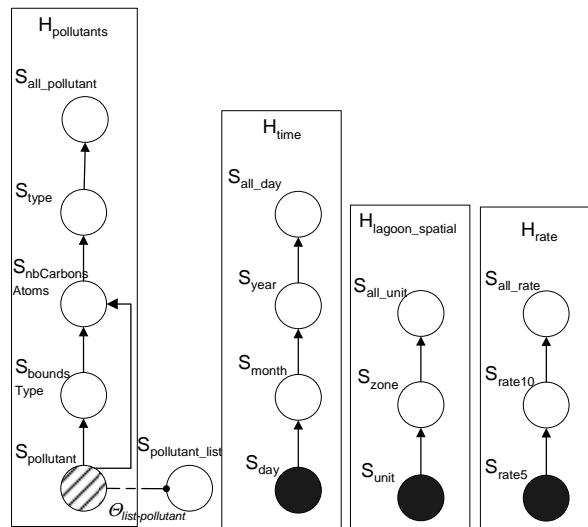 H_pollutants
S_all_pollutant
S_type
S_nbCarbons
Atoms
S_bounds
Type
S_pollutant
S_pollutant_list
Θ_list-pollutant
H_time
S_all_day
S_year
S_month
S_day
H_lagoon_spatial
S_all_unit
S_zone
S_unit
H_rate
S_all_rate
S_rate10
S_rate5